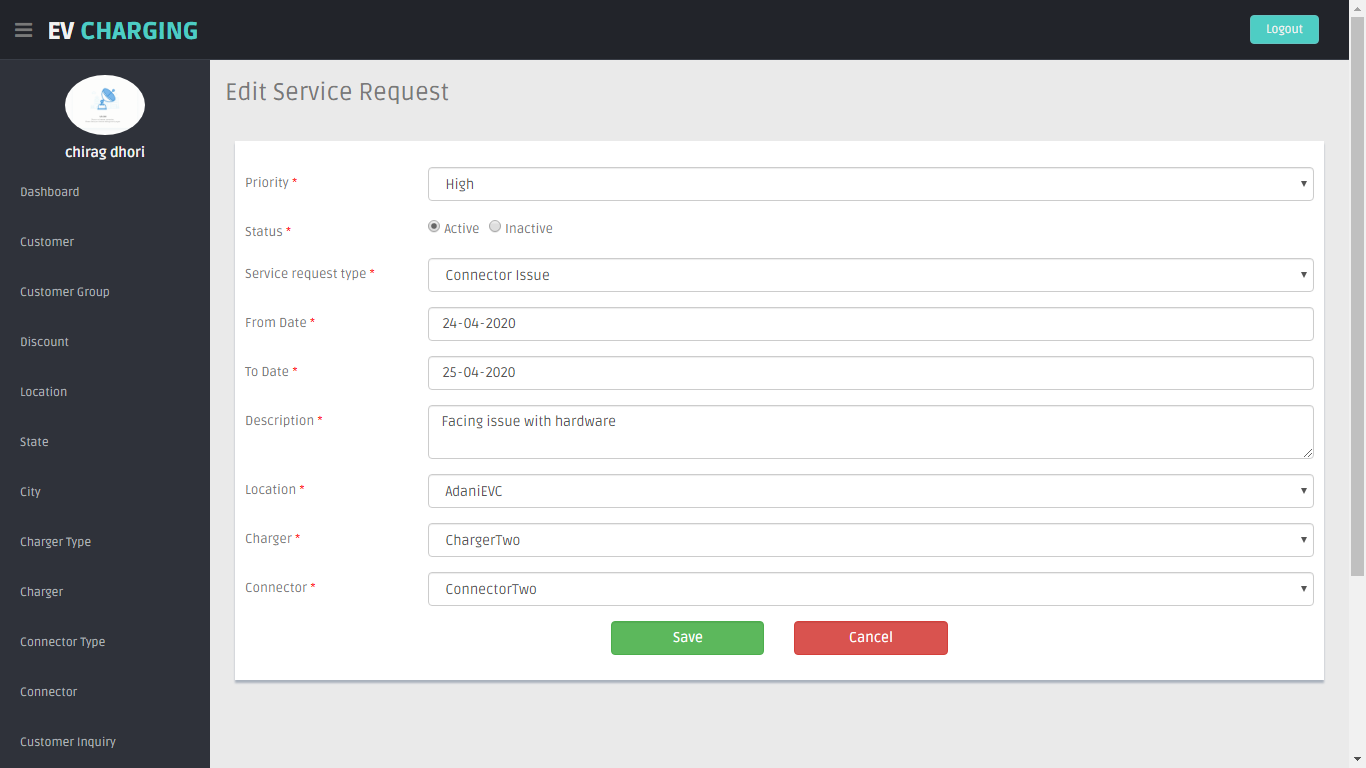 EV CHARGING
Logout
chirag dhori
Dashboard
Customer
Customer Group
Discount
Location
State
City
Charger Type
Charger
Connector Type
Connector
Customer Inquiry
Edit Service Request
Priority * High
Status * Active Inactive
Service request type * Connector Issue
From Date * 24-04-2020
To Date * 25-04-2020
Description * Facing issue with hardware
Location * AdaniEVC
Charger * ChargerTwo
Connector * ConnectorTwo
Save Cancel